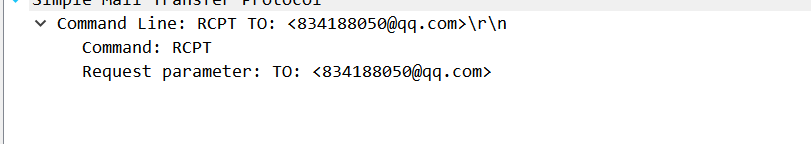 Simple Mail Transfer Protocol
Command Line: RCPT TO: <834188050@qq.com>\r\n
Command: RCPT
Request parameter: TO: <834188050@qq.com>